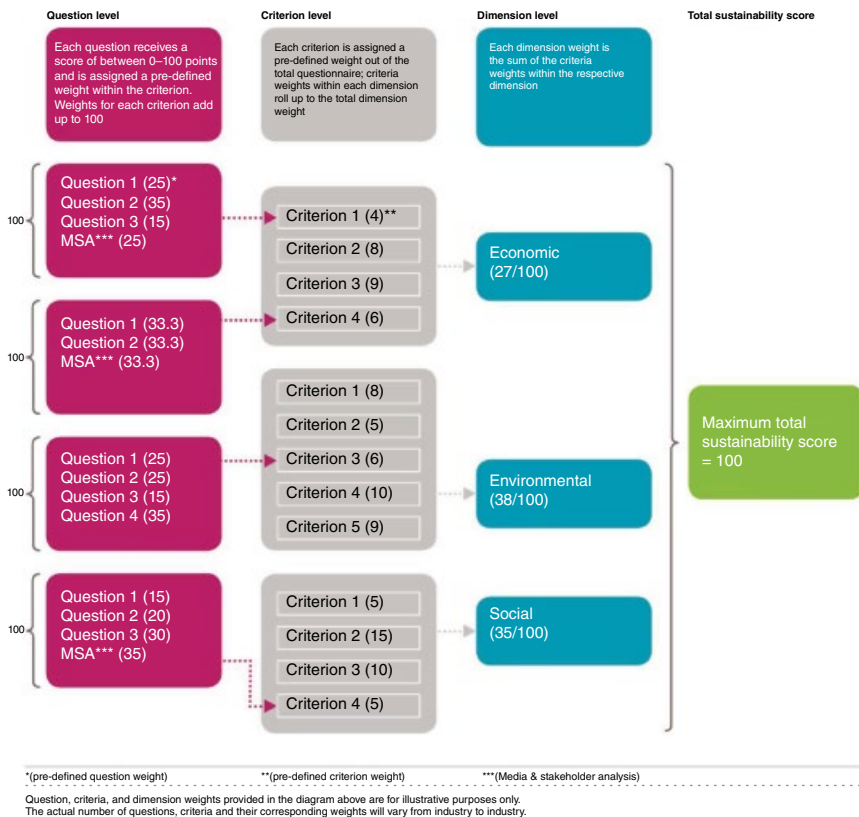 Question level
Criterion level
Dimension level
Total sustainability score
Each question receives a
score of between 0–100 points
and is assigned a pre-defined
weight within the criterion.
Weights for each criterion add
up to 100
Each criterion is assigned a
pre-defined weight out of the
total questionnaire; criteria
weights within each dimension
roll up to the total dimension
weight
Each dimension weight is
the sum of the criteria
weights within the respective
dimension
100
Question 1 (25)*
Question 2 (35)
Question 3 (15)
MSA*** (25)
100
Question 1 (33.3)
Question 2 (33.3)
MSA*** (33.3)
100
Question 1 (25)
Question 2 (25)
Question 3 (15)
Question 4 (35)
100
Question 1 (15)
Question 2 (20)
Question 3 (30)
MSA*** (35)
Criterion 1 (4)**
Criterion 2 (8)
Criterion 3 (9)
Criterion 4 (6)
Criterion 1 (8)
Criterion 2 (5)
Criterion 3 (6)
Criterion 4 (10)
Criterion 5 (9)
Criterion 1 (5)
Criterion 2 (15)
Criterion 3 (10)
Criterion 4 (5)
Economic
(27/100)
Environmental
(38/100)
Social
(35/100)
Maximum total
sustainability score
= 100
*(pre-defined question weight)
**(pre-defined criterion weight)
***(Media & stakeholder analysis)
Question, criteria, and dimension weights provided in the diagram above are for illustrative purposes only.
The actual number of questions, criteria and their corresponding weights will vary from industry to industry.